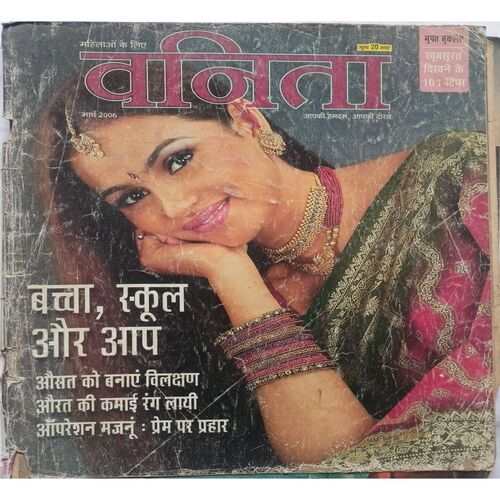 महिलाओं के लिए
मूल्य 20 रुपए
वनिता
मार्च 2006
आपकी हमदम, आपकी दोस्त
मुफ्त बुकलेट
खूबसूरत
दिखने के
101-टिप्स
बच्चा, स्कूल
और आप
औसत को बनाएं विलक्षण
औरत की कमाई रंग लायी
ऑपरेशन मजनूं : प्रेम पर प्रहार